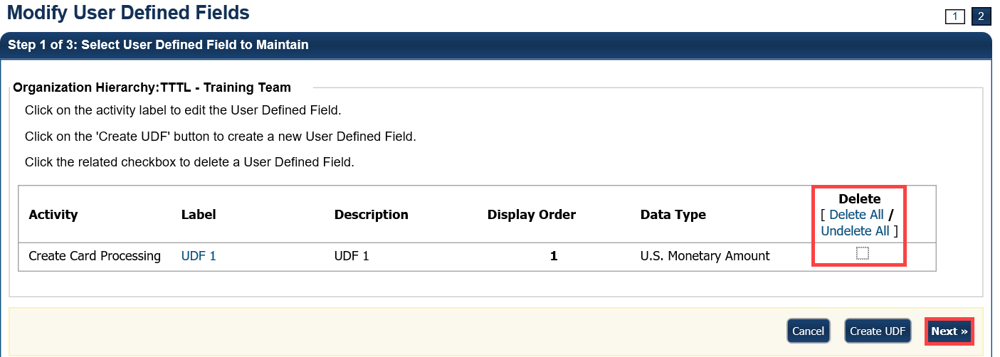 Modify User Defined Fields
1 2
Step 1 of 3: Select User Defined Field to Maintain
Organization Hierarchy:TTTL - Training Team
Click on the activity label to edit the User Defined Field.
Click on the 'Create UDF' button to create a new User Defined Field.
Click the related checkbox to delete a User Defined Field.
Activity Label Description Display Order Data Type Delete
[ Delete All /
Undelete All ]
Create Card Processing UDF 1 UDF 1 1 U.S. Monetary Amount
Cancel Create UDF Next »